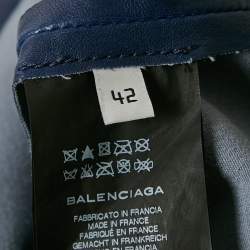 42
BALENCIAGA
FABBRICATO IN FRANCIA
MADE IN FRANCE
FABRIQUÉ EN FRANCE
GEMACHT IN FRANKREICH